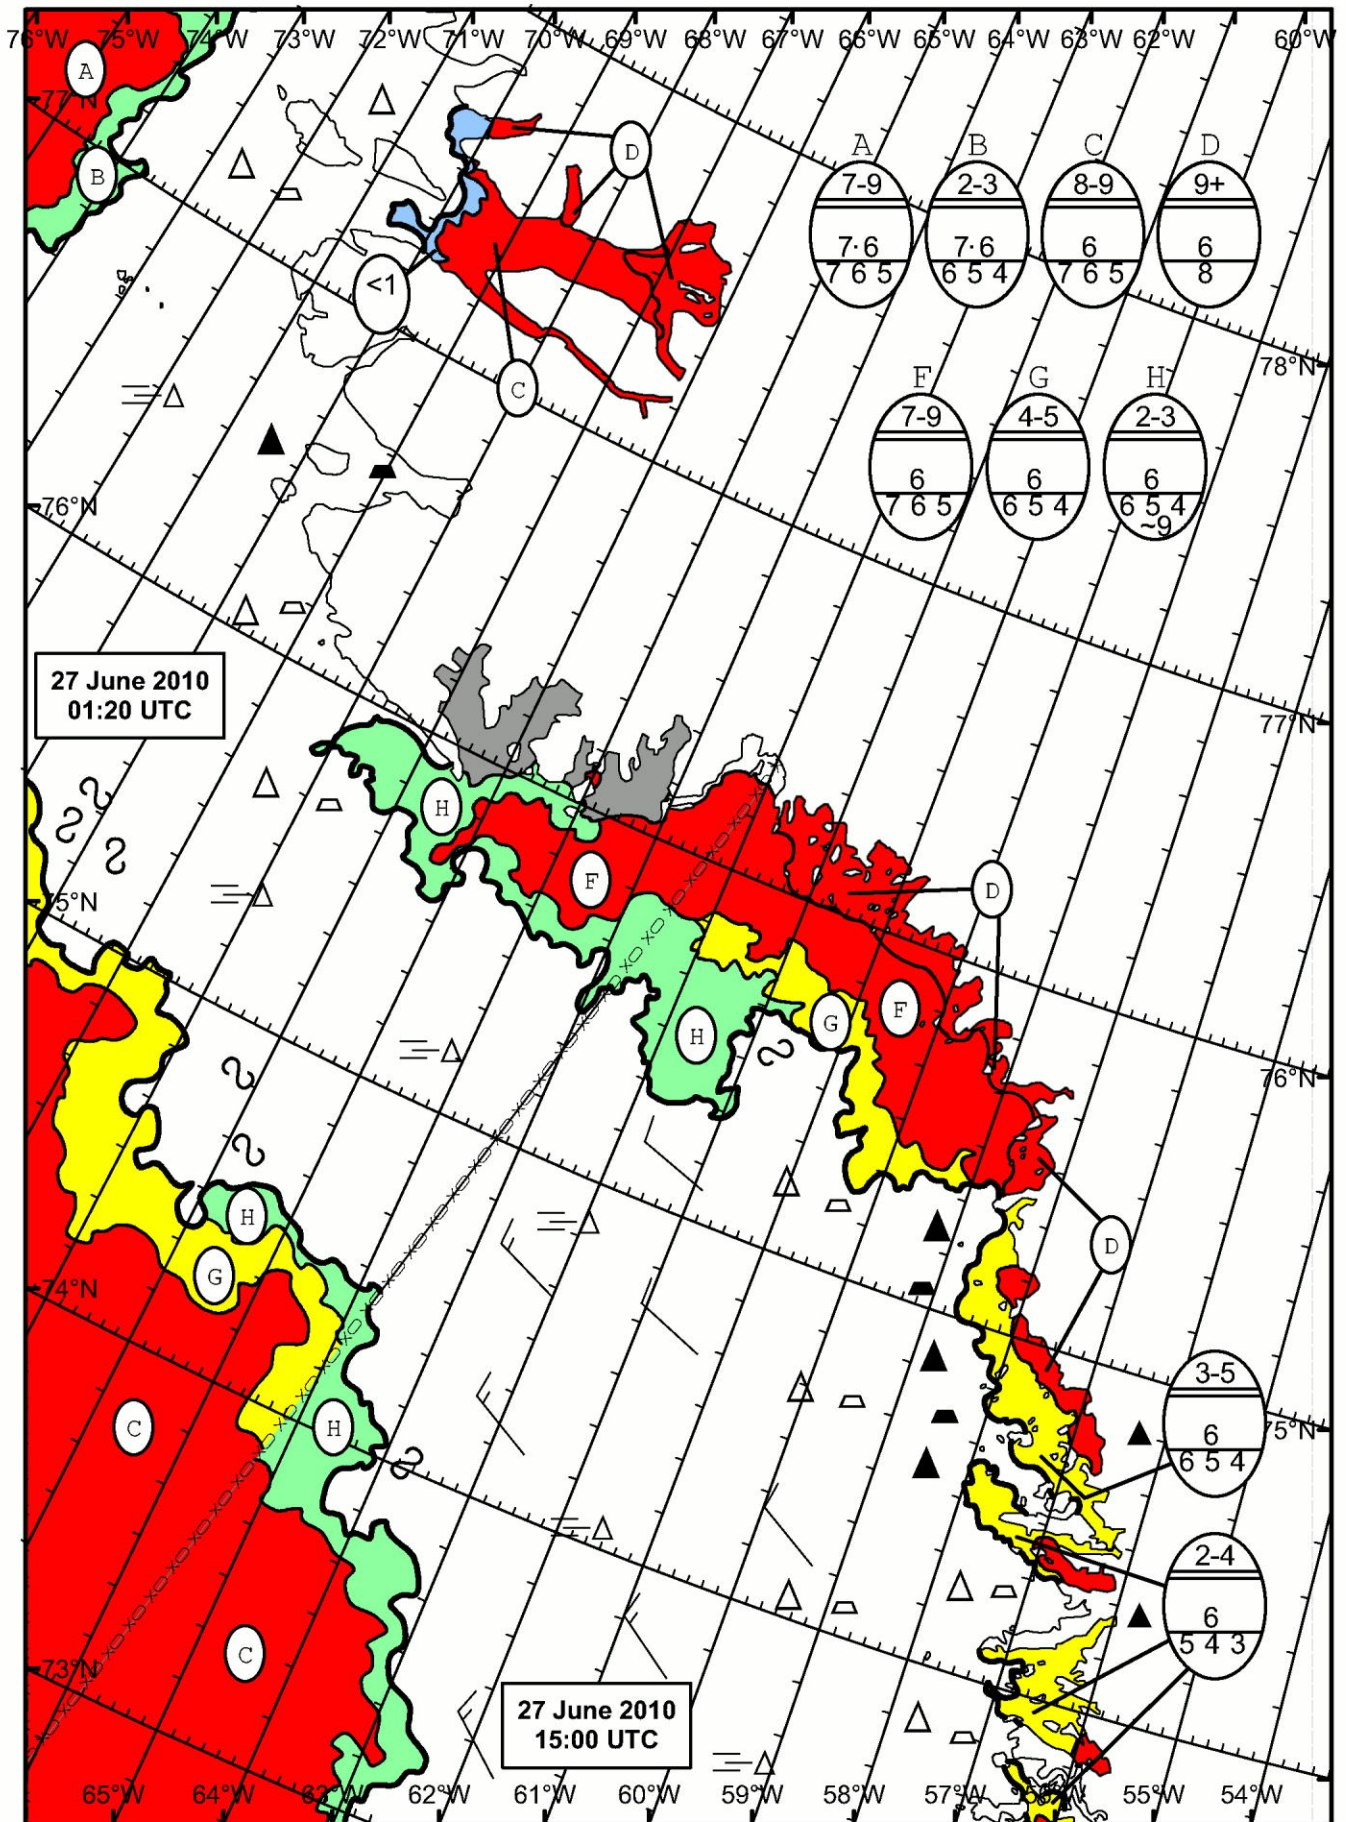 76°W 75°W 74°W 73°W 72°W 71°W 70°W 69°W 68°W 67°W 66°W 65°W 64°W 63°W 62°W 60°W
A
77°N
B
D
A B C D
7-9 2-3 8-9 9+
7·6 7·6 6 6
7 6 5 6 5 4 7 6 5 8
<1
C
78°N
F G H
7-9 4-5 2-3
6 6 6
7 6 5 6 5 4 6 5 4
~9
76°N
27 June 2010
01:20 UTC
77°N
H
F
D
75°N
F
G
H
76°N
H
G
D
74°N
3-5
6
6 5 4
C
H
75°N
2-4
6
5 4 3
C
73°N
27 June 2010
15:00 UTC
65°W 64°W 63°W 62°W 61°W 60°W 59°W 58°W 57°W 56°W 55°W 54°W